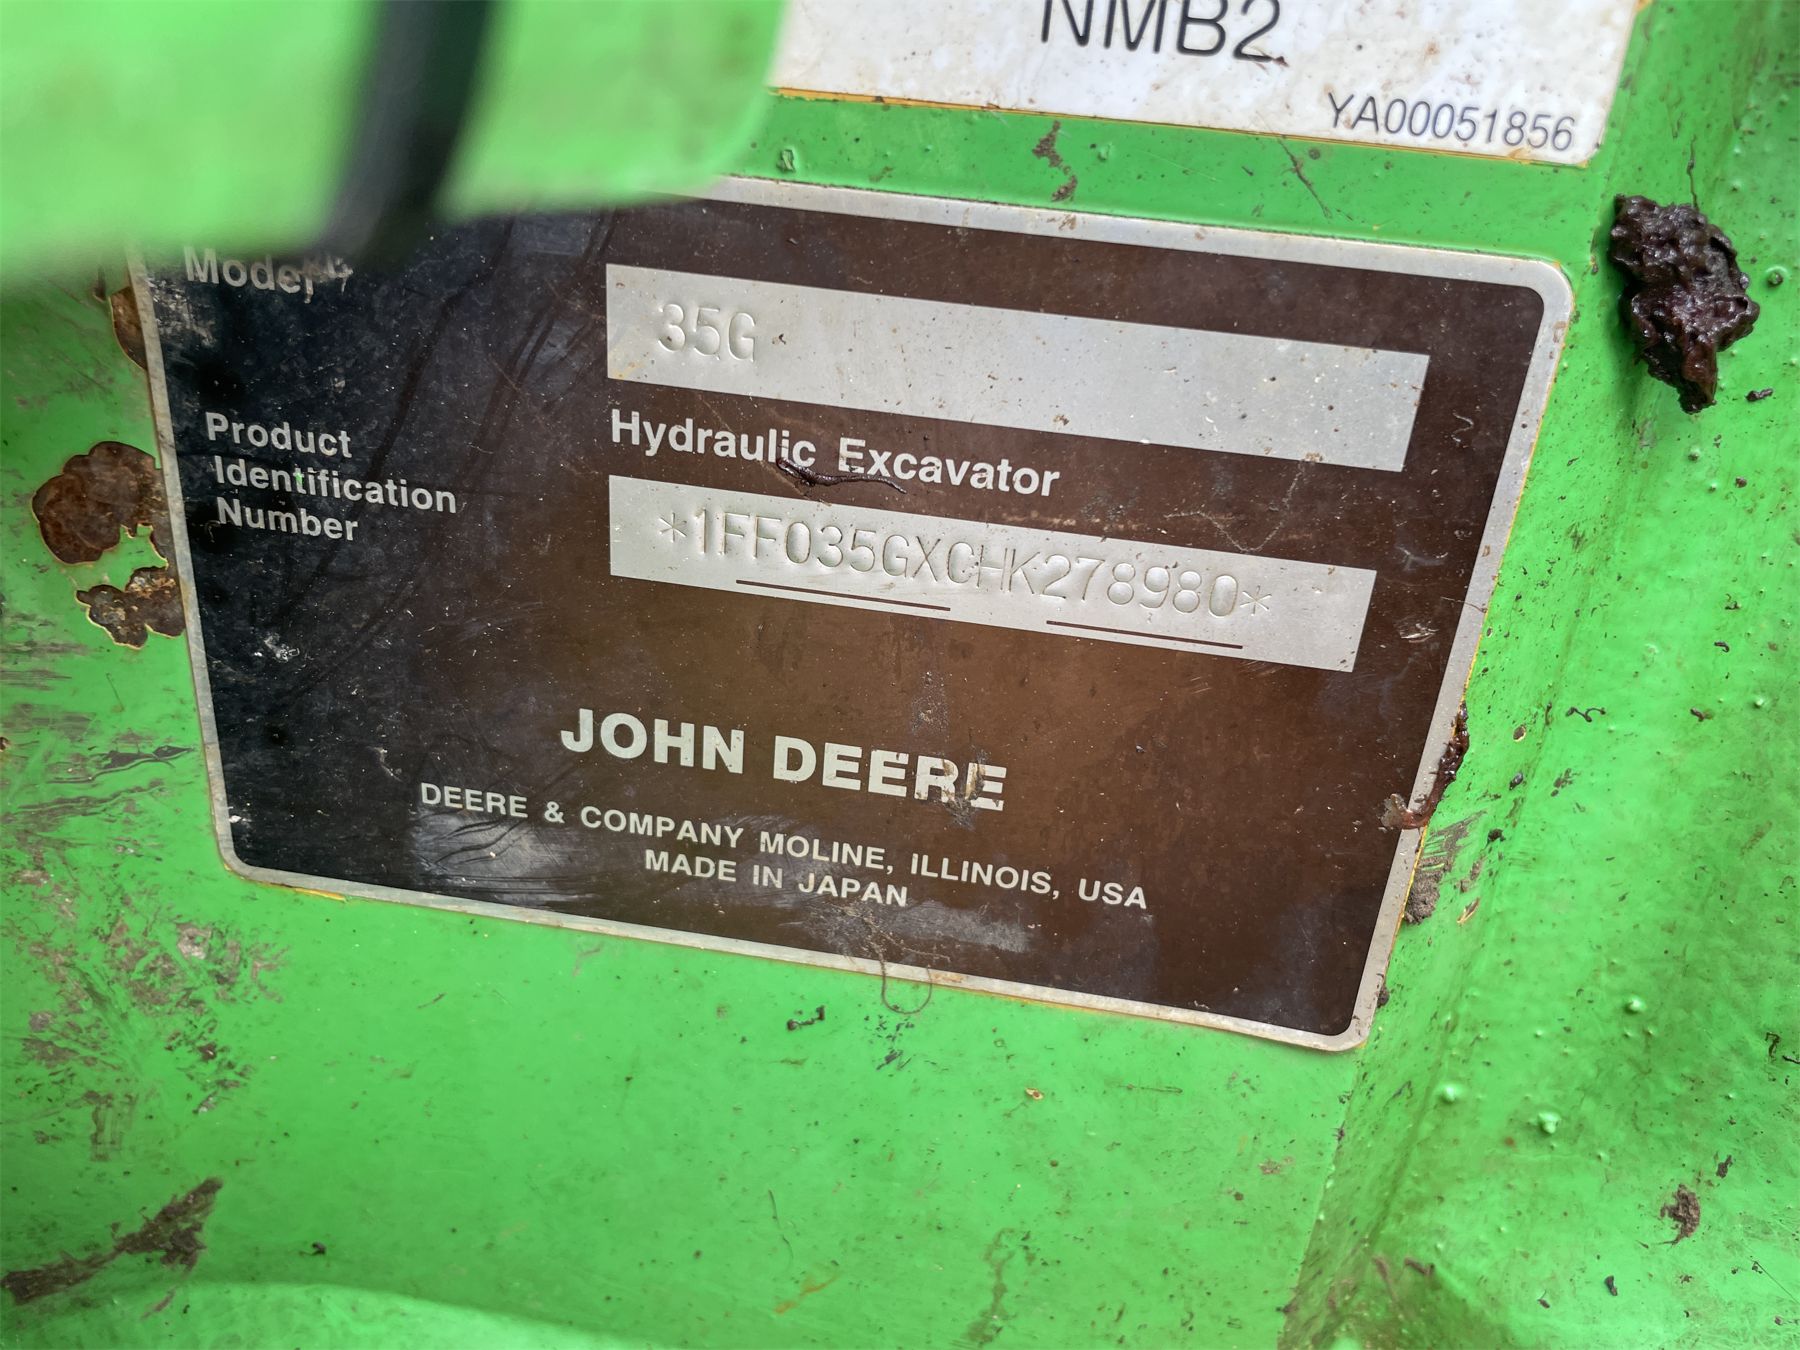 NMB2
YA00051856
Model
35G
Hydraulic Excavator
Product
Identification
Number
*1FF035GXCHK278980*
JOHN DEERE
DEERE & COMPANY MOLINE, ILLINOIS, USA
MADE IN JAPAN